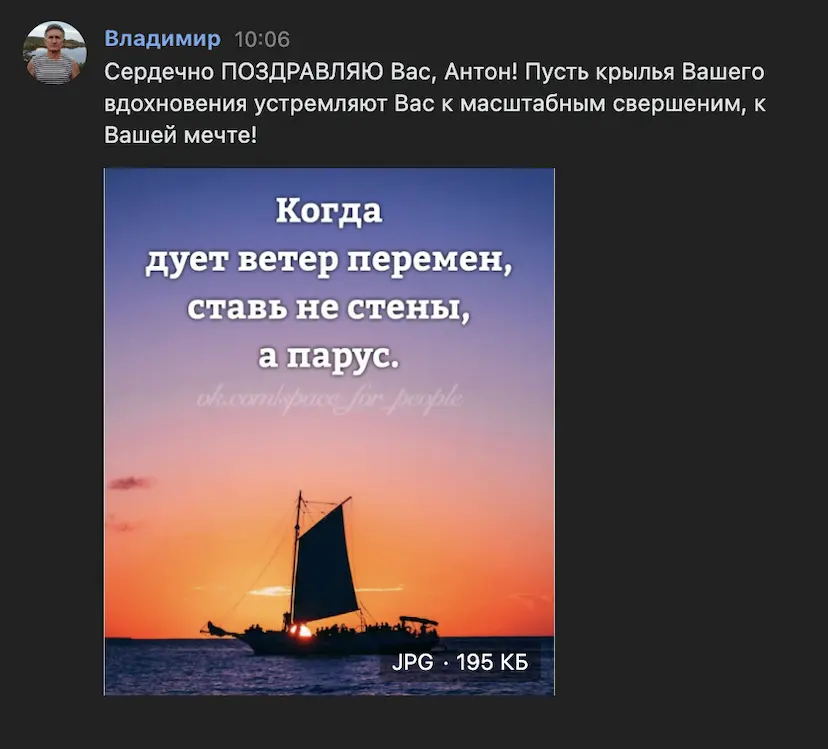 Владимир 10:06
Сердечно ПОЗДРАВЛЯЮ Вас, Антон! Пусть крылья Вашего
вдохновения устремляют Вас к масштабным свершеним, к
Вашей мечте!
Когда
дует ветер перемен,
ставь не стены,
а парус.
vk.com/space_for_people
JPG · 195 КБ